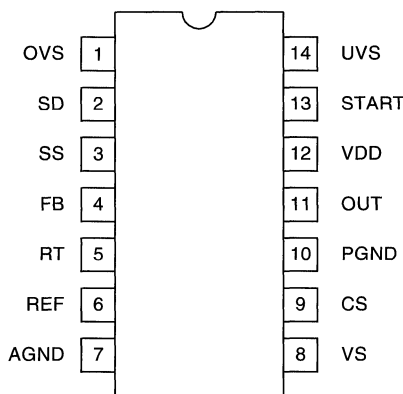 OVS 1 14 UVS
SD 2 13 START
SS 3 12 VDD
FB 4 11 OUT
RT 5 10 PGND
REF 6 9 CS
AGND 7 8 VS